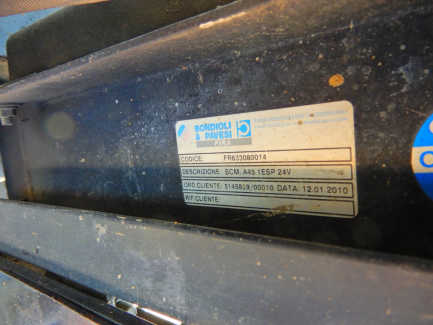 BONDIOLI
& PAVESI
FIRA
CODICE: FR633080014
DESCRIZIONE: SCM. A45 1ESP 24V
ORD.CLIENTE: 5145829/00010 DATA: 12.01.2010
RIF.CLIENTE: